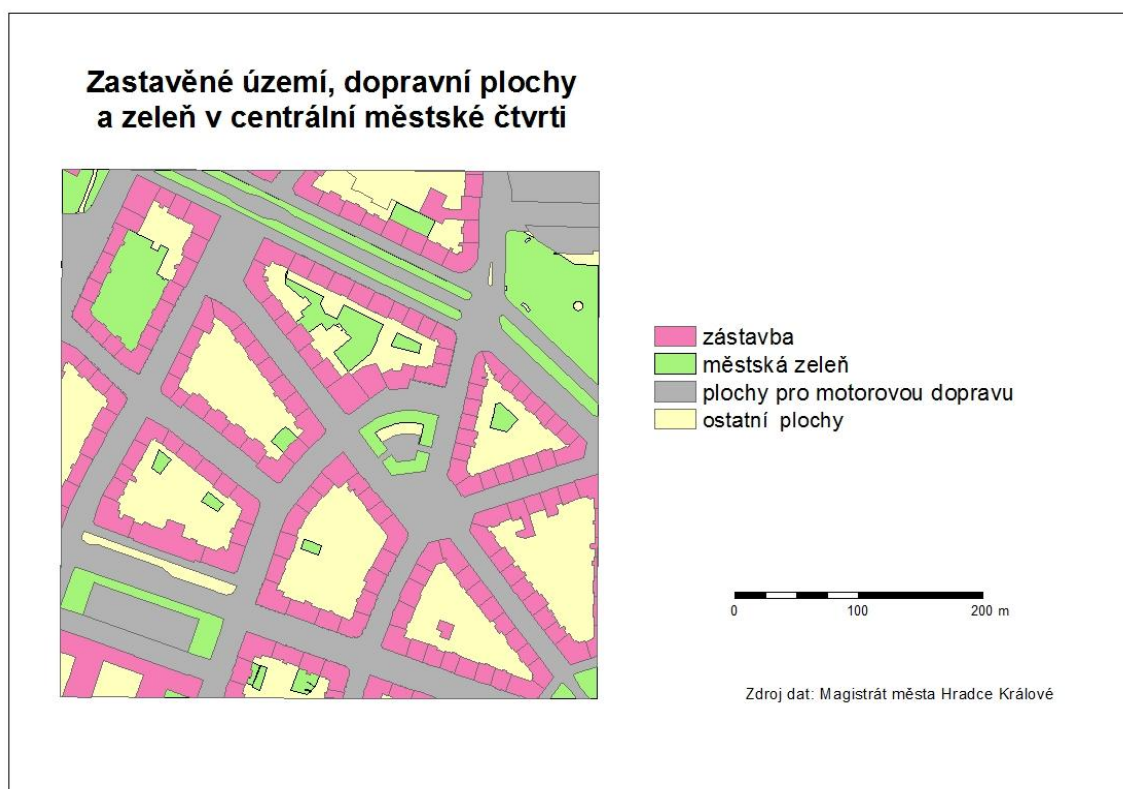 Zastavěné území, dopravní plochy
a zeleň v centrální městské čtvrti
zástavba
městská zeleň
plochy pro motorovou dopravu
ostatní plochy
0 100 200 m
Zdroj dat: Magistrát města Hradce Králové